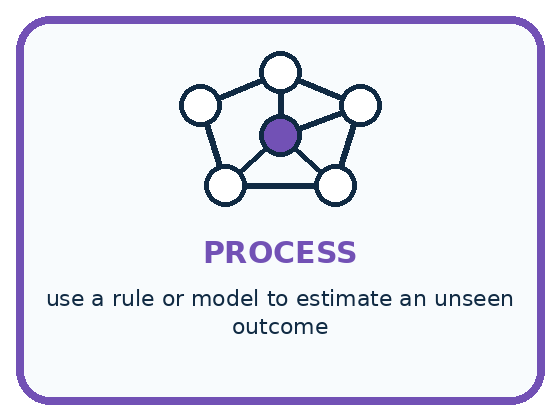 PROCESS
use a rule or model to estimate an unseen
outcome